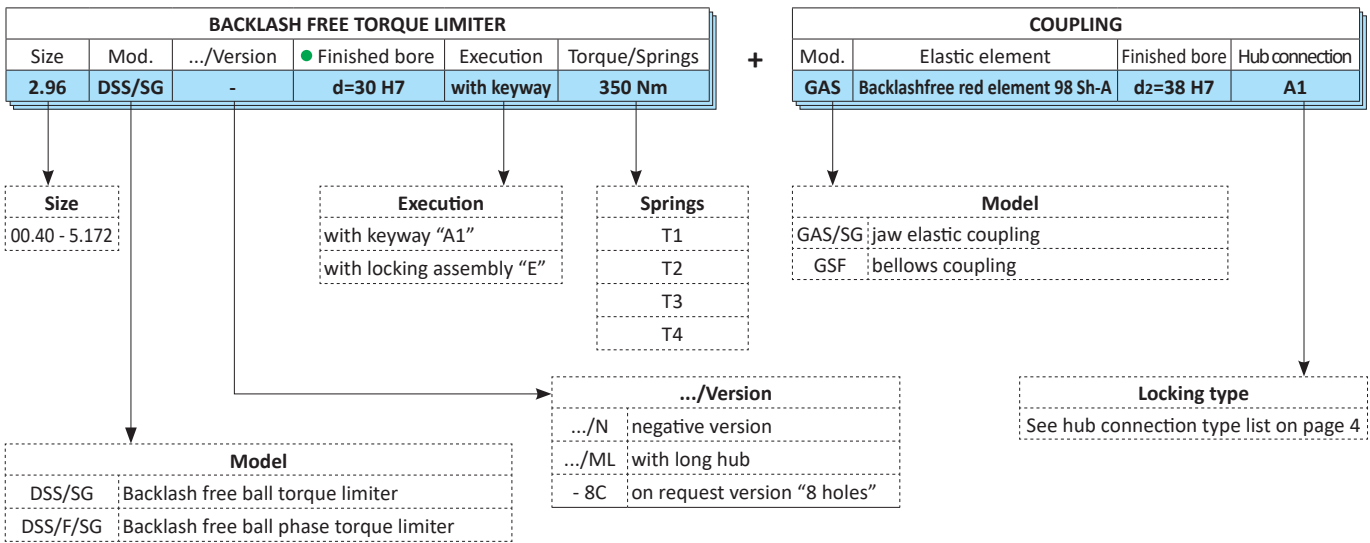 BACKLASH FREE TORQUE LIMITER
Size Mod. .../Version Finished bore Execution Torque/Springs
2.96 DSS/SG - d=30 H7 with keyway 350 Nm
+
COUPLING
Mod. Elastic element Finished bore Hub connection
GAS Backlashfree red element 98 Sh-A d2=38 H7 A1
Size
00.40 - 5.172
Execution
with keyway “A1”
with locking assembly “E”
Springs
T1
T2
T3
T4
Model
GAS/SG jaw elastic coupling
GSF bellows coupling
.../Version
.../N negative version
.../ML with long hub
- 8C on request version “8 holes”
Locking type
See hub connection type list on page 4
Model
DSS/SG Backlash free ball torque limiter
DSS/F/SG Backlash free ball phase torque limiter